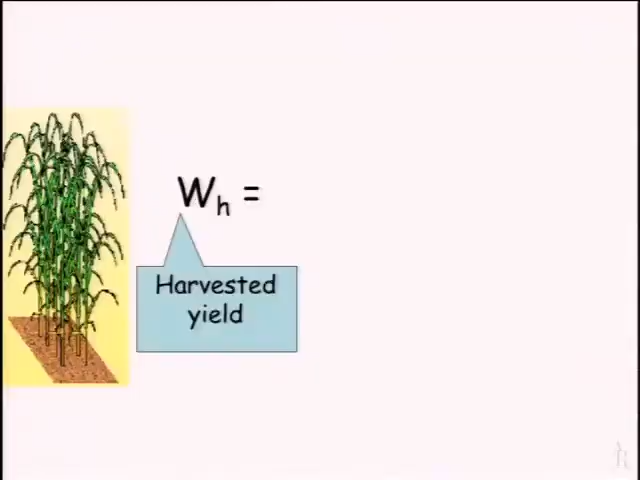 Wₕ =
Harvested
yield